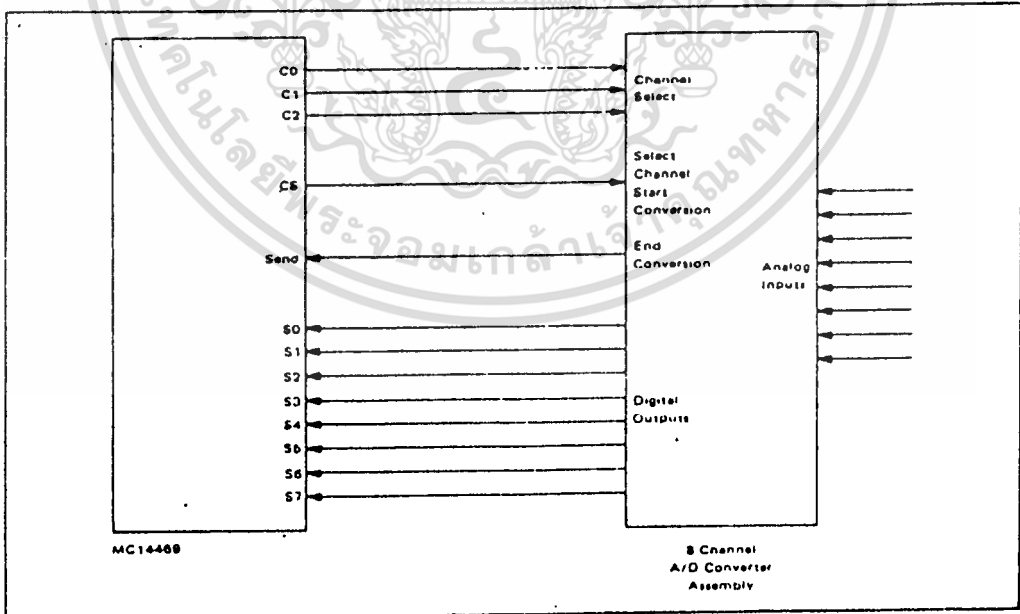 C0
C1
C2
CS
Send
S0
S1
S2
S3
S4
S5
S6
S7
MC14469
Channel
Select
Select
Channel
Start
Conversion
End
Conversion
Digital
Outputs
Analog
Inputs
8 Channel
A/D Converter
Assembly